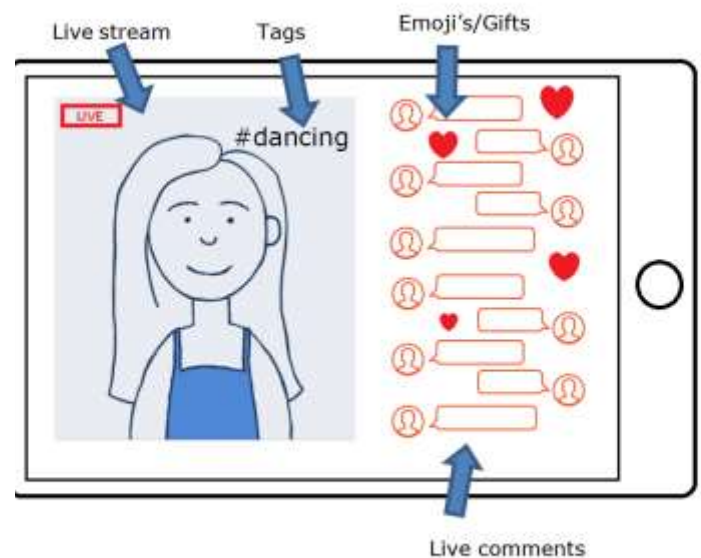 Live stream
Tags
Emoji's/Gifts
LIVE
#dancing
Live comments